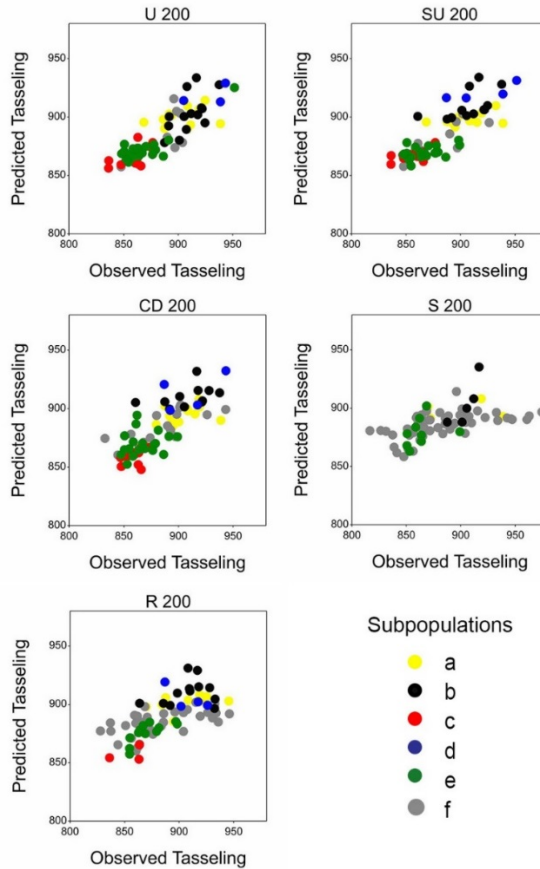 U 200
950
900
850
800
800 850 900 950
Predicted Tasseling
Observed Tasseling
SU 200
950
900
850
800
800 850 900 950
Predicted Tasseling
Observed Tasseling
CD 200
950
900
850
800
800 850 900 950
Predicted Tasseling
Observed Tasseling
S 200
950
900
850
800
800 850 900 950
Predicted Tasseling
Observed Tasseling
R 200
950
900
850
800
800 850 900 950
Predicted Tasseling
Observed Tasseling
Subpopulations
a
b
c
d
e
f